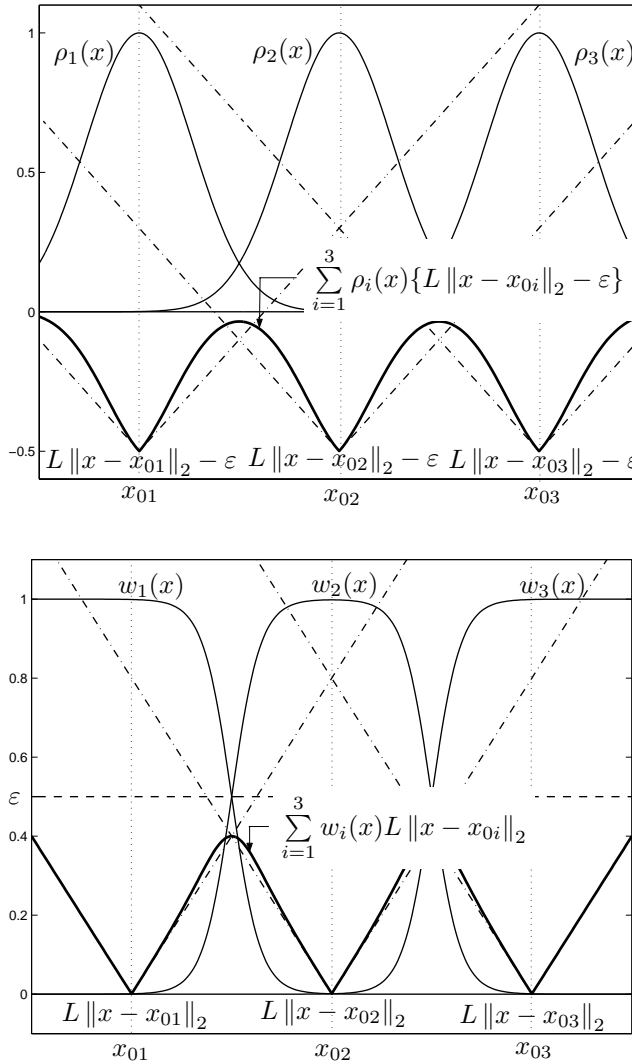 1
ρ₁(x) ρ₂(x) ρ₃(x)
0.5
3
∑ ρᵢ(x){L ‖x − x₀ᵢ‖₂ − ε}
i=1
0
−0.5
L ‖x − x₀₁‖₂ − ε L ‖x − x₀₂‖₂ − ε L ‖x − x₀₃‖₂ − ε
x₀₁ x₀₂ x₀₃
w₁(x) w₂(x) w₃(x)
1
0.8
0.6
ε
3
∑ wᵢ(x)L ‖x − x₀ᵢ‖₂
i=1
0.4
0.2
0
L ‖x − x₀₁‖₂ L ‖x − x₀₂‖₂ L ‖x − x₀₃‖₂
x₀₁ x₀₂ x₀₃